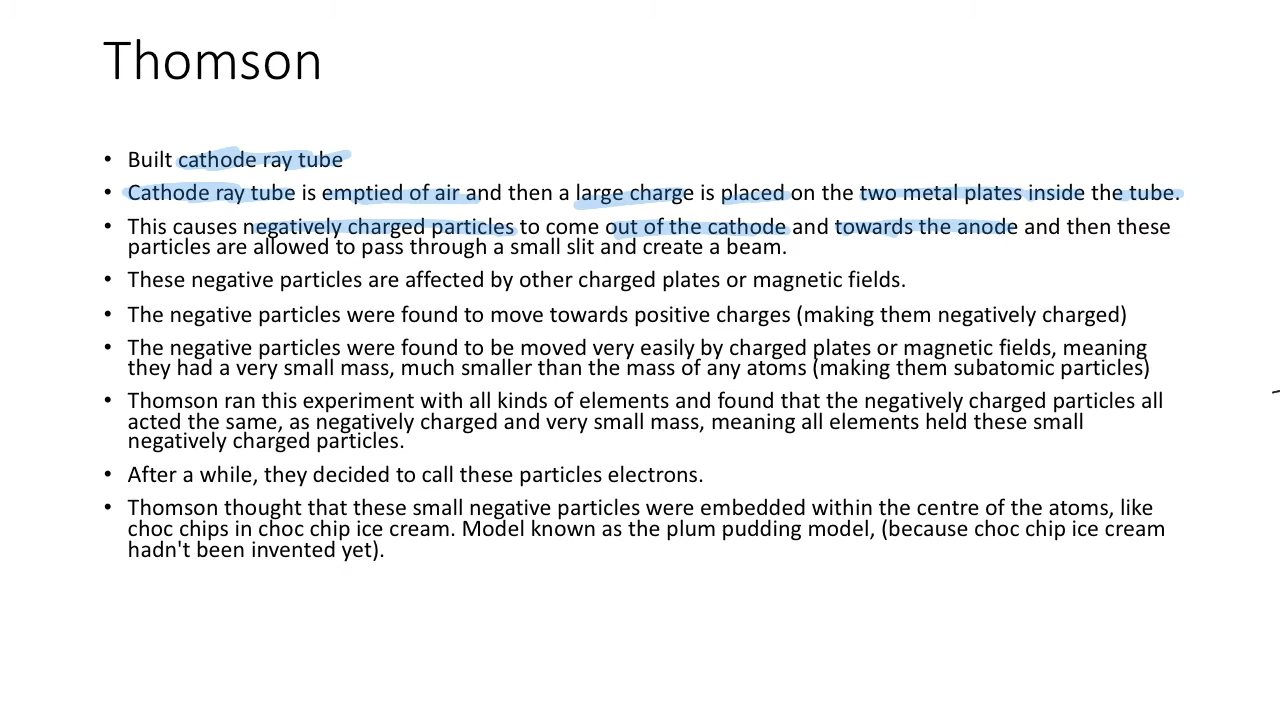 Thomson
• Built cathode ray tube
• Cathode ray tube is emptied of air and then a large charge is placed on the two metal plates inside the tube.
• This causes negatively charged particles to come out of the cathode and towards the anode and then these
particles are allowed to pass through a small slit and create a beam.
• These negative particles are affected by other charged plates or magnetic fields.
• The negative particles were found to move towards positive charges (making them negatively charged)
• The negative particles were found to be moved very easily by charged plates or magnetic fields, meaning
they had a very small mass, much smaller than the mass of any atoms (making them subatomic particles)
• Thomson ran this experiment with all kinds of elements and found that the negatively charged particles all
acted the same, as negatively charged and very small mass, meaning all elements held these small
negatively charged particles.
• After a while, they decided to call these particles electrons.
• Thomson thought that these small negative particles were embedded within the centre of the atoms, like
choc chips in choc chip ice cream. Model known as the plum pudding model, (because choc chip ice cream
hadn't been invented yet).